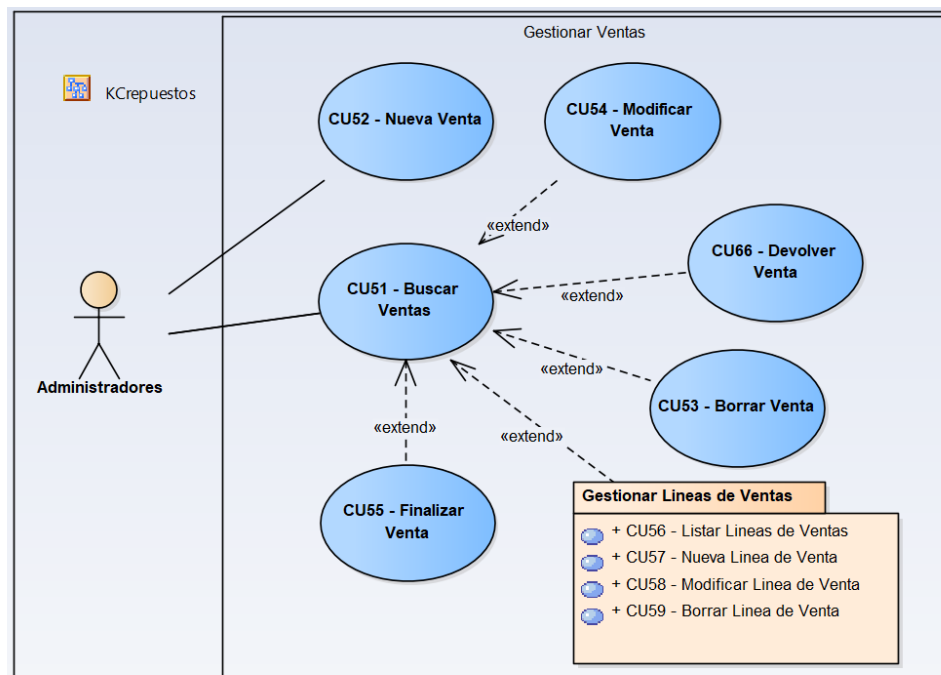 Gestionar Ventas
KCrepuestos
CU52 - Nueva Venta
CU54 - Modificar
Venta
«extend»
CU66 - Devolver
Venta
CU51 - Buscar
Ventas
«extend»
Administradores
«extend»
CU53 - Borrar Venta
«extend»
«extend»
CU55 - Finalizar
Venta
Gestionar Lineas de Ventas
+ CU56 - Listar Lineas de Ventas
+ CU57 - Nueva Linea de Venta
+ CU58 - Modificar Linea de Venta
+ CU59 - Borrar Linea de Venta